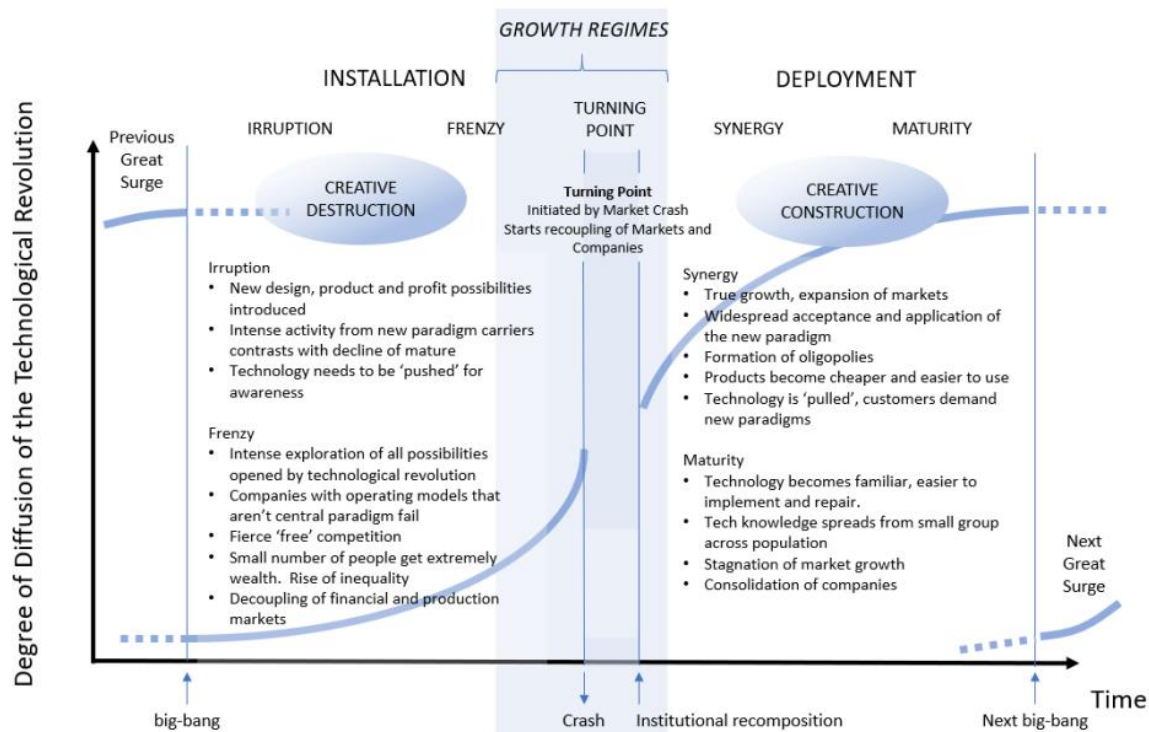 GROWTH REGIMES
INSTALLATION
DEPLOYMENT
IRRUPTION
FRENZY
TURNING
POINT
SYNERGY
MATURITY
Degree of Diffusion of the Technological Revolution
Previous
Great
Surge
CREATIVE
DESTRUCTION
Turning Point
Initiated by Market Crash
Starts recoupling of Markets and
Companies
CREATIVE
CONSTRUCTION
Irruption
• New design, product and profit possibilities
introduced
• Intense activity from new paradigm carriers
contrasts with decline of mature
• Technology needs to be ‘pushed’ for
awareness
Frenzy
• Intense exploration of all possibilities
opened by technological revolution
• Companies with operating models that
aren’t central paradigm fail
• Fierce ‘free’ competition
• Small number of people get extremely
wealth. Rise of inequality
• Decoupling of financial and production
markets
Synergy
• True growth, expansion of markets
• Widespread acceptance and application of
the new paradigm
• Formation of oligopolies
• Products become cheaper and easier to use
• Technology is ‘pulled’, customers demand
new paradigms
Maturity
• Technology becomes familiar, easier to
implement and repair.
• Tech knowledge spreads from small group
across population
• Stagnation of market growth
• Consolidation of companies
Next
Great
Surge
Time
big-bang
Crash
Institutional recomposition
Next big-bang